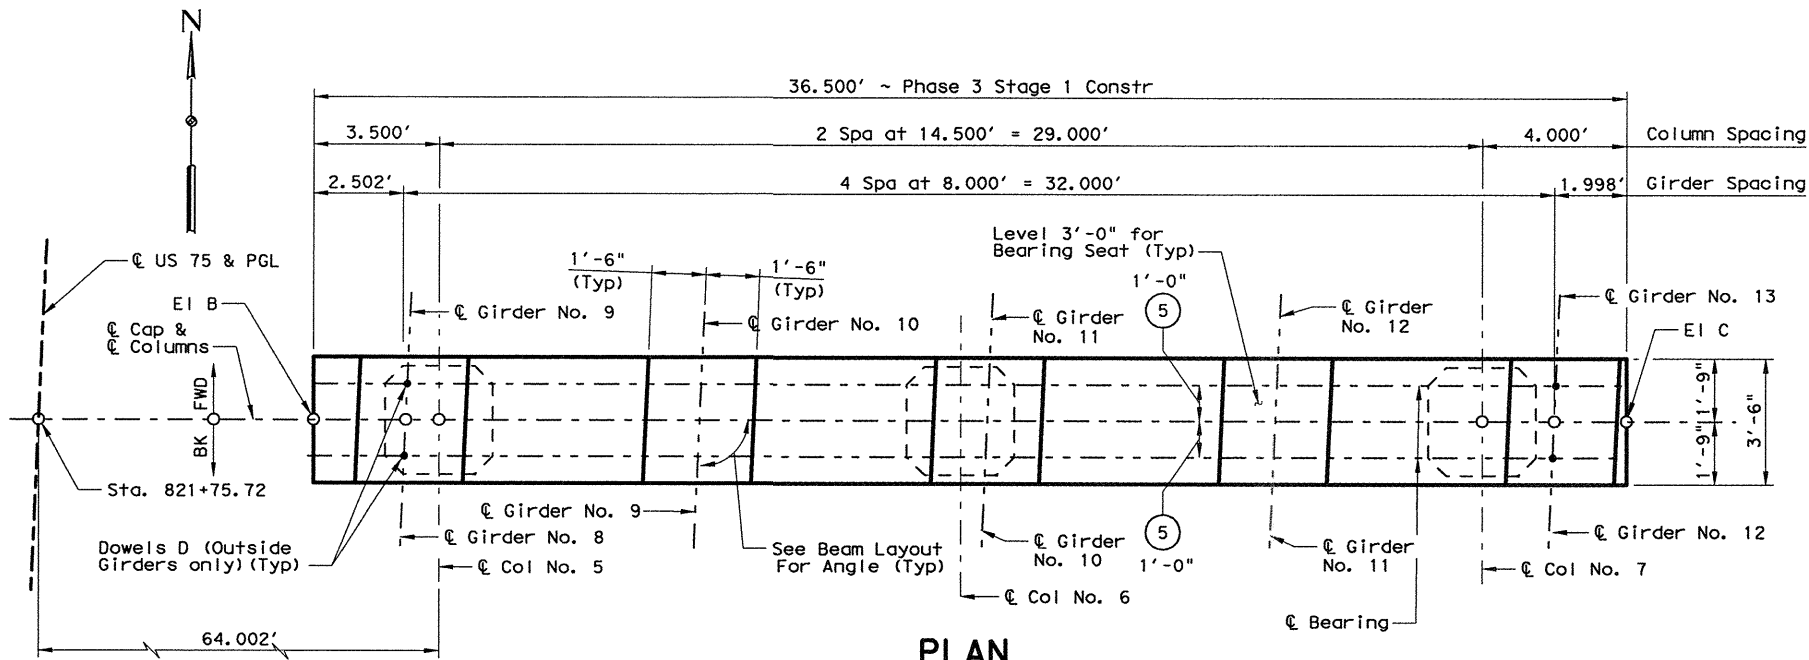 N
36.500' ~ Phase 3 Stage 1 Constr
3.500'
2 Spa at 14.500' = 29.000'
4.000'
Column Spacing
2.502'
4 Spa at 8.000' = 32.000'
1.998'
Girder Spacing
℄ US 75 & PGL
El B
℄ Cap &
℄ Columns
1'-6"
(Typ)
1'-6"
(Typ)
Level 3'-0" for
Bearing Seat (Typ)
1'-0"
5
℄ Girder No. 9
℄ Girder No. 10
℄ Girder
No. 11
℄ Girder
No. 12
℄ Girder No. 13
El C
FWD
BK
1'-9"
1'-9"
3'-6"
Sta. 821+75.72
Dowels D (Outside
Girders only)(Typ)
℄ Girder No. 9
℄ Girder No. 8
℄ Col No. 5
See Beam Layout
For Angle (Typ)
℄ Girder
No. 10
5
1'-0"
℄ Girder
No. 11
℄ Girder No. 12
℄ Col No. 6
℄ Col No. 7
℄ Bearing
64.002'
PLAN